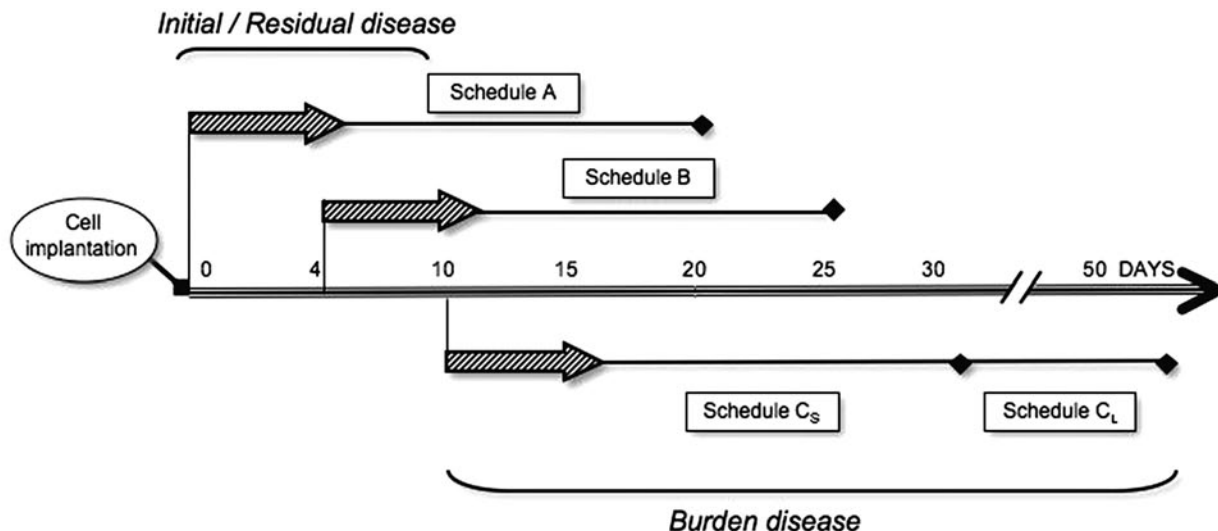 Initial / Residual disease
Schedule A
Schedule B
Cell
implantation
0 4 10 15 20 25 30 50 DAYS
Schedule CS
Schedule CL
Burden disease